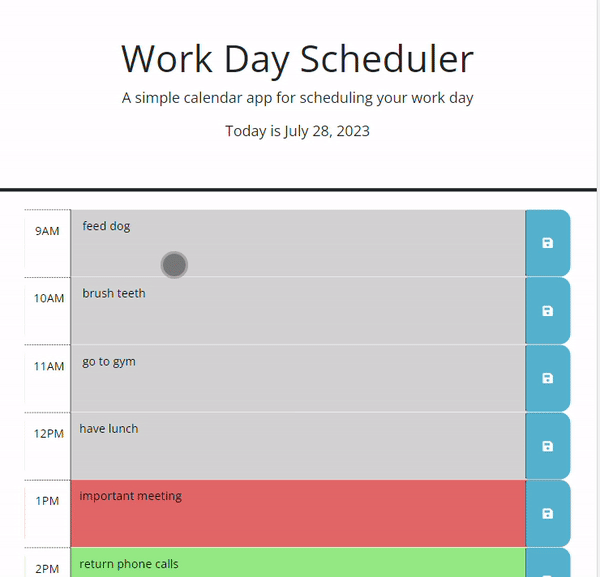 Work Day Scheduler
A simple calendar app for scheduling your work day
Today is July 28, 2023
9AM feed dog
10AM brush teeth
11AM go to gym
12PM have lunch
1PM important meeting
2PM return phone calls